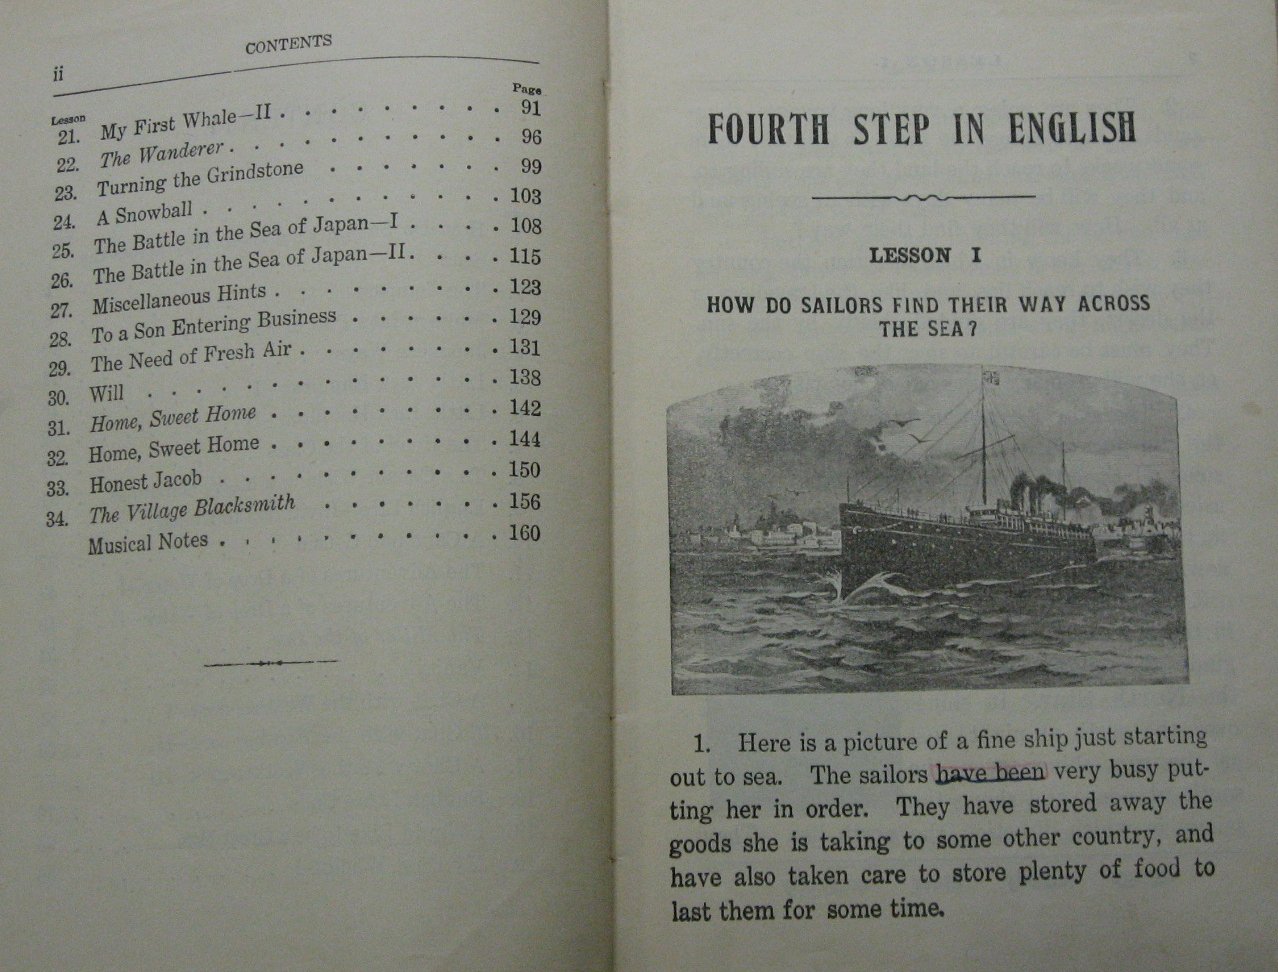 ii
CONTENTS
Lesson Page
21. My First Whale—II . . . . . . . . . 91
22. The Wanderer . . . . . . . . . . . 96
23. Turning the Grindstone . . . . . . . 99
24. A Snowball . . . . . . . . . . . . 103
25. The Battle in the Sea of Japan—I . . . . 108
26. The Battle in the Sea of Japan—II . . . . 115
27. Miscellaneous Hints . . . . . . . . . 123
28. To a Son Entering Business . . . . . . 129
29. The Need of Fresh Air . . . . . . . . 131
30. Will . . . . . . . . . . . . . . 138
31. Home, Sweet Home . . . . . . . . . 142
32. Home, Sweet Home . . . . . . . . . 144
33. Honest Jacob . . . . . . . . . . . 150
34. The Village Blacksmith . . . . . . . 156
Musical Notes . . . . . . . . . . . 160
FOURTH STEP IN ENGLISH
LESSON I
HOW DO SAILORS FIND THEIR WAY ACROSS
THE SEA?
1. Here is a picture of a fine ship just starting
out to sea. The sailors have been very busy put-
ting her in order. They have stored away the
goods she is taking to some other country, and
have also taken care to store plenty of food to
last them for some time.